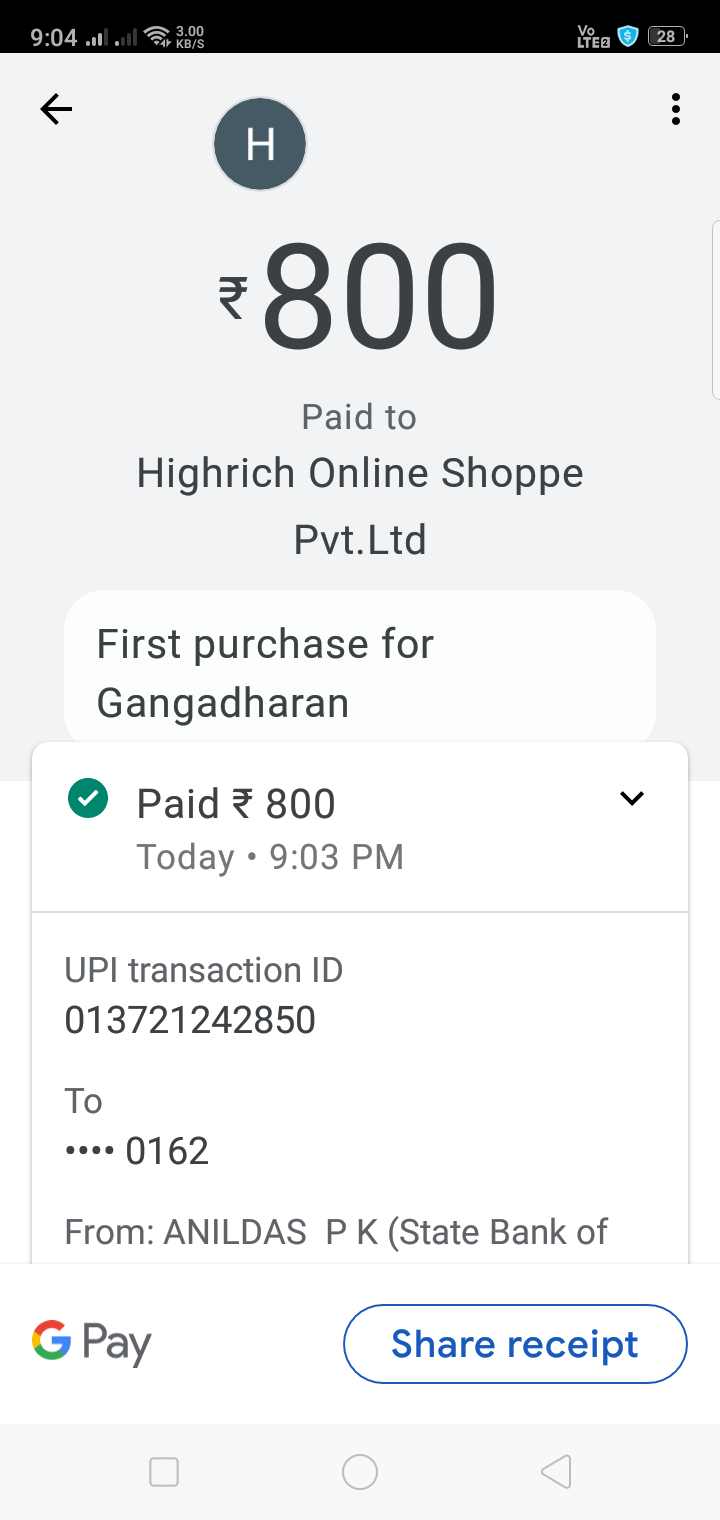 9:04 3.00 KB/S Vo LTE2 28
H
₹800
Paid to
Highrich Online Shoppe
Pvt.Ltd
First purchase for
Gangadharan
Paid ₹ 800
Today • 9:03 PM
UPI transaction ID
013721242850
To
•••• 0162
From: ANILDAS P K (State Bank of
G Pay
Share receipt